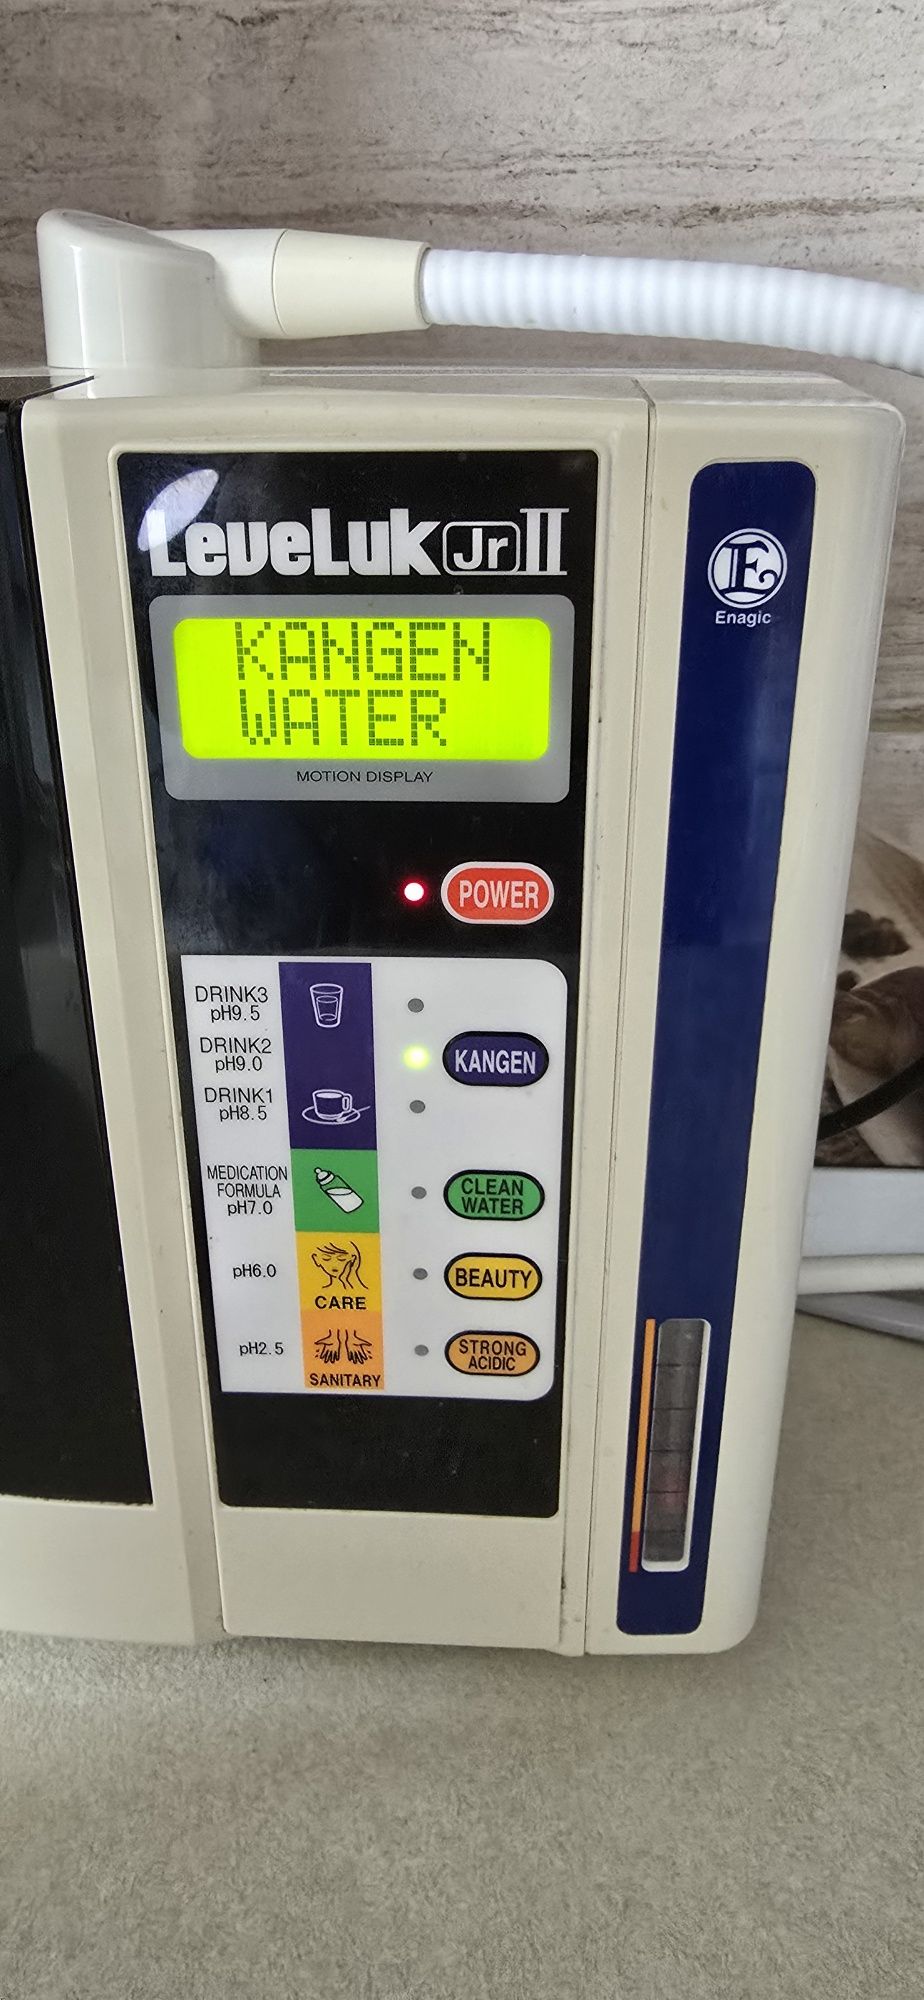 LeveLuk Jr II
E
Enagic
KANGEN
WATER
MOTION DISPLAY
POWER
DRINK3
pH9.5
DRINK2
pH9.0
KANGEN
DRINK1
pH8.5
MEDICATION
FORMULA
pH7.0
CLEAN
WATER
pH6.0
CARE
BEAUTY
pH2.5
SANITARY
STRONG
ACIDIC